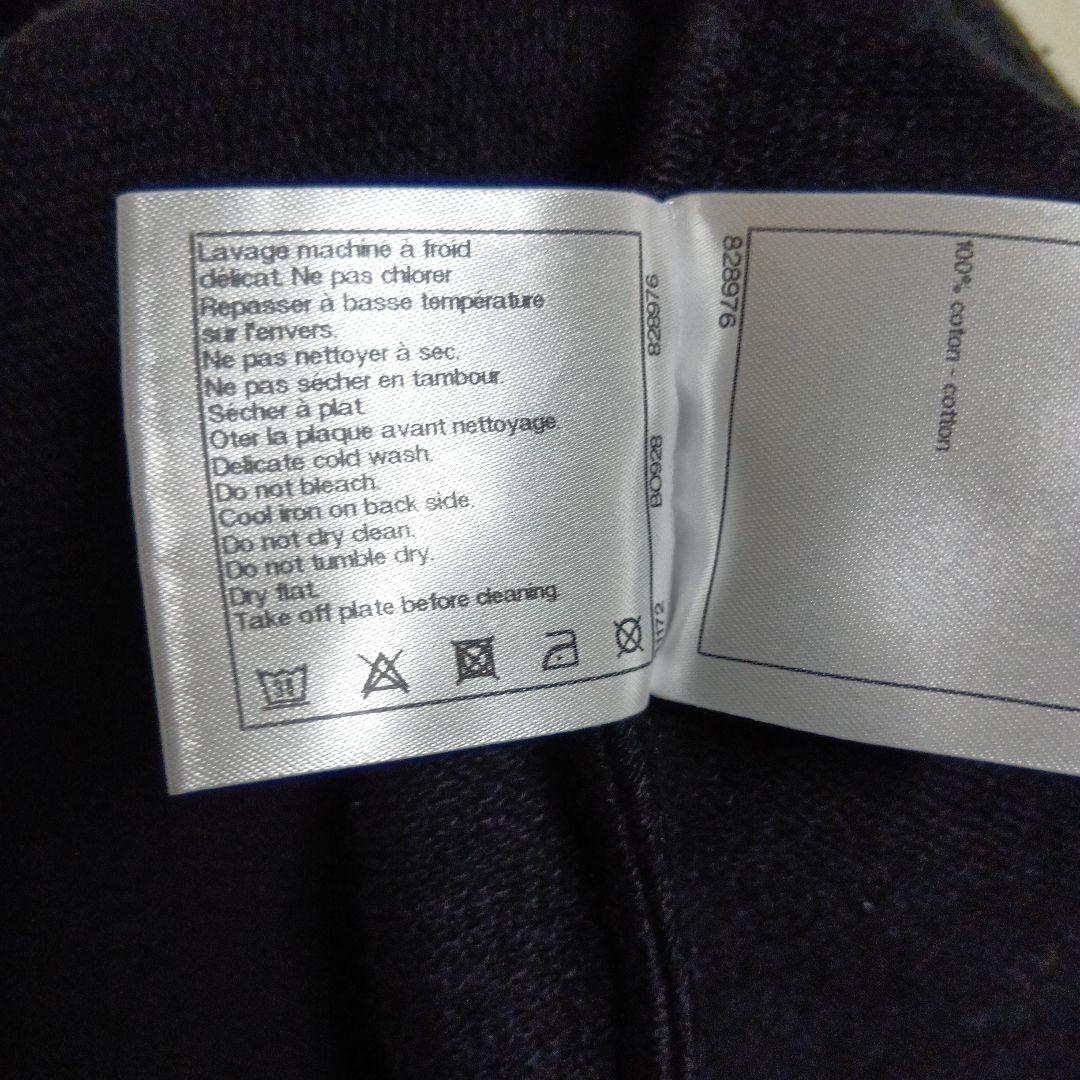 Lavage machine à froid
délicat. Ne pas chlorer
Repasser à basse température
sur l'envers.
Ne pas nettoyer à sec.
Ne pas sécher en tambour.
Sécher à plat
Oter la plaque avant nettoyage.
Delicate cold wash.
Do not bleach.
Cool iron on back side.
Do not dry clean.
Do not tumble dry.
Dry flat.
Take off plate before cleaning.
828976
BO928
1172
828976
100% coton - cotton